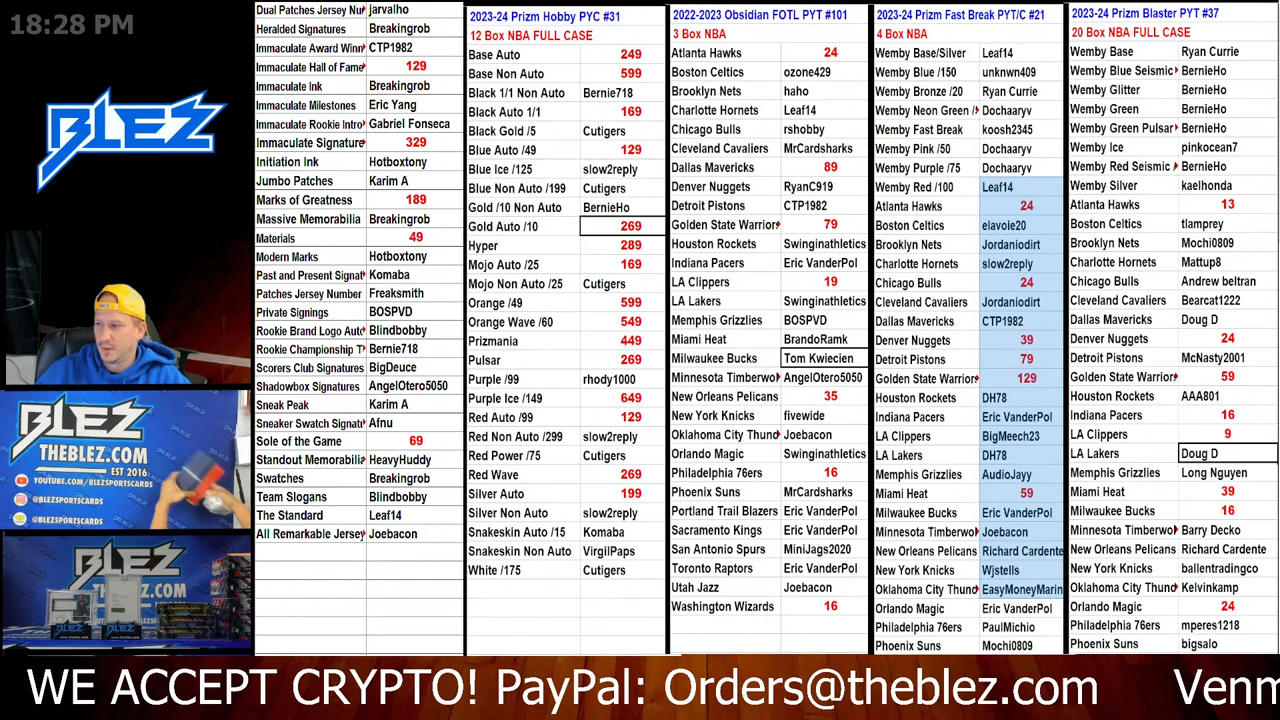 18:28 PM
BLEZ
BLEZ
THEBLEZ.COM
EST 2016
YOUTUBE.COM/BLEZSPORTSCARDS
@BLEZSPORTSCARDS
@BLEZSPORTSCARDS
BLEZ
Dual Patches Jersey Nu jarvalho
Heralded Signatures Breakingrob
Immaculate Award Winn CTP1982
Immaculate Hall of Fame 129
Immaculate Ink Breakingrob
Immaculate Milestones Eric Yang
Immaculate Rookie Intro Gabriel Fonseca
Immaculate Signature 329
Initiation Ink Hotboxtony
Jumbo Patches Karim A
Marks of Greatness 189
Massive Memorabilia Breakingrob
Materials 49
Modern Marks Hotboxtony
Past and Present Signat Komaba
Patches Jersey Number Freaksmith
Private Signings BOSPVD
Rookie Brand Logo Auto Blindbobby
Rookie Championship T Bernie718
Scorers Club Signatures BigDeuce
Shadowbox Signatures AngelOtero5050
Sneak Peak Karim A
Sneaker Swatch Signat Afnu
Sole of the Game 69
Standout Memorabilia HeavyHuddy
Swatches Breakingrob
Team Slogans Blindbobby
The Standard Leaf14
All Remarkable Jersey Joebacon
2023-24 Prizm Hobby PYC #31
12 Box NBA FULL CASE
Base Auto 249
Base Non Auto 599
Black 1/1 Non Auto Bernie718
Black Auto 1/1 169
Black Gold /5 Cutigers
Blue Auto /49 129
Blue Ice /125 slow2reply
Blue Non Auto /199 Cutigers
Gold /10 Non Auto BernieHo
Gold Auto /10 269
Hyper 289
Mojo Auto /25 169
Mojo Non Auto /25 Cutigers
Orange /49 599
Orange Wave /60 549
Prizmania 449
Pulsar 269
Purple /99 rhody1000
Purple Ice /149 649
Red Auto /99 129
Red Non Auto /299 slow2reply
Red Power /75 Cutigers
Red Wave 269
Silver Auto 199
Silver Non Auto slow2reply
Snakeskin Auto /15 Komaba
Snakeskin Non Auto VirgilPaps
White /175 Cutigers
2022-2023 Obsidian FOTL PYT #101
3 Box NBA
Atlanta Hawks 24
Boston Celtics ozone429
Brooklyn Nets haho
Charlotte Hornets Leaf14
Chicago Bulls rshobby
Cleveland Cavaliers MrCardsharks
Dallas Mavericks 89
Denver Nuggets RyanC919
Detroit Pistons CTP1982
Golden State Warrior 79
Houston Rockets Swinginathletics
Indiana Pacers Eric VanderPol
LA Clippers 19
LA Lakers Swinginathletics
Memphis Grizzlies BOSPVD
Miami Heat BrandoRamk
Milwaukee Bucks Tom Kwiecien
Minnesota Timberwo AngelOtero5050
New Orleans Pelicans 35
New York Knicks fivewide
Oklahoma City Thund Joebacon
Orlando Magic Swinginathletics
Philadelphia 76ers 16
Phoenix Suns MrCardsharks
Portland Trail Blazers Eric VanderPol
Sacramento Kings Eric VanderPol
San Antonio Spurs MiniJags2020
Toronto Raptors Eric VanderPol
Utah Jazz Joebacon
Washington Wizards 16
2023-24 Prizm Fast Break PYT/C #21
4 Box NBA
Wemby Base/Silver Leaf14
Wemby Blue /150 unknwn409
Wemby Bronze /20 Ryan Currie
Wemby Neon Green / Dochaaryv
Wemby Fast Break koosh2345
Wemby Pink /50 Dochaaryv
Wemby Purple /75 Dochaaryv
Wemby Red /100 Leaf14
Atlanta Hawks 24
Boston Celtics elavoie20
Brooklyn Nets Jordaniodirt
Charlotte Hornets slow2reply
Chicago Bulls 24
Cleveland Cavaliers Jordaniodirt
Dallas Mavericks CTP1982
Denver Nuggets 39
Detroit Pistons 79
Golden State Warrior 129
Houston Rockets DH78
Indiana Pacers Eric VanderPol
LA Clippers BigMeech23
LA Lakers DH78
Memphis Grizzlies AudioJayy
Miami Heat 59
Milwaukee Bucks Eric VanderPol
Minnesota Timberwo Joebacon
New Orleans Pelicans Richard Cardente
New York Knicks Wjstells
Oklahoma City Thun EasyMoneyMarin
Orlando Magic Eric VanderPol
Philadelphia 76ers PaulMichio
Phoenix Suns Mochi0809
2023-24 Prizm Blaster PYT #37
20 Box NBA FULL CASE
Wemby Base Ryan Currie
Wemby Blue Seismic BernieHo
Wemby Glitter BernieHo
Wemby Green BernieHo
Wemby Green Pulsar BernieHo
Wemby Ice pinkocean7
Wemby Red Seismic BernieHo
Wemby Silver kaelhonda
Atlanta Hawks 13
Boston Celtics tlamprey
Brooklyn Nets Mochi0809
Charlotte Hornets Mattup8
Chicago Bulls Andrew beltran
Cleveland Cavaliers Bearcat1222
Dallas Mavericks Doug D
Denver Nuggets 24
Detroit Pistons McNasty2001
Golden State Warrior 59
Houston Rockets AAA801
Indiana Pacers 16
LA Clippers 9
LA Lakers Doug D
Memphis Grizzlies Long Nguyen
Miami Heat 39
Milwaukee Bucks 16
Minnesota Timberwo Barry Decko
New Orleans Pelicans Richard Cardente
New York Knicks ballentradingco
Oklahoma City Thund Kelvinkamp
Orlando Magic 24
Philadelphia 76ers mperes1218
Phoenix Suns bigsalo
WE ACCEPT CRYPTO! PayPal: Orders@theblez.com Venm